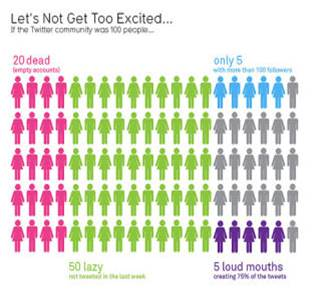 Let's Not Get Too Excited...
If the Twitter community was 100 people...
20 dead
(empty accounts)
only 5
with more than 100 followers
50 lazy
not tweeted in the last week
5 loud mouths
creating 75% of the tweets